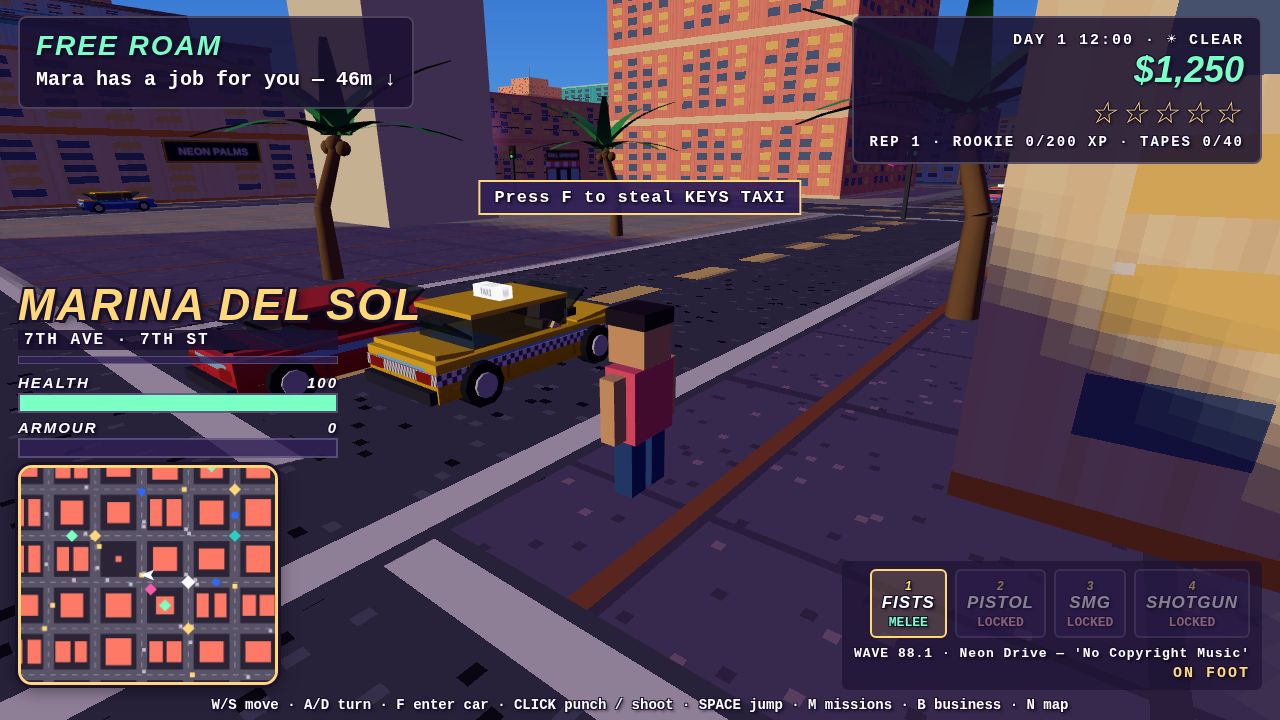 FREE ROAM
Mara has a job for you — 46m ↓
DAY 1 12:00 · ☀ CLEAR
$1,250
☆☆☆☆☆
REP 1 · ROOKIE 0/200 XP · TAPES 0/40
NEON PALMS
Press F to steal KEYS TAXI
TAXI
MARINA DEL SOL
7TH AVE · 7TH ST
HEALTH 100
ARMOUR 0
1 2 3 4
FISTS PISTOL SMG SHOTGUN
MELEE LOCKED LOCKED LOCKED
WAVE 88.1 · Neon Drive — 'No Copyright Music'
ON FOOT
W/S move · A/D turn · F enter car · CLICK punch / shoot · SPACE jump · M missions · B business · N map